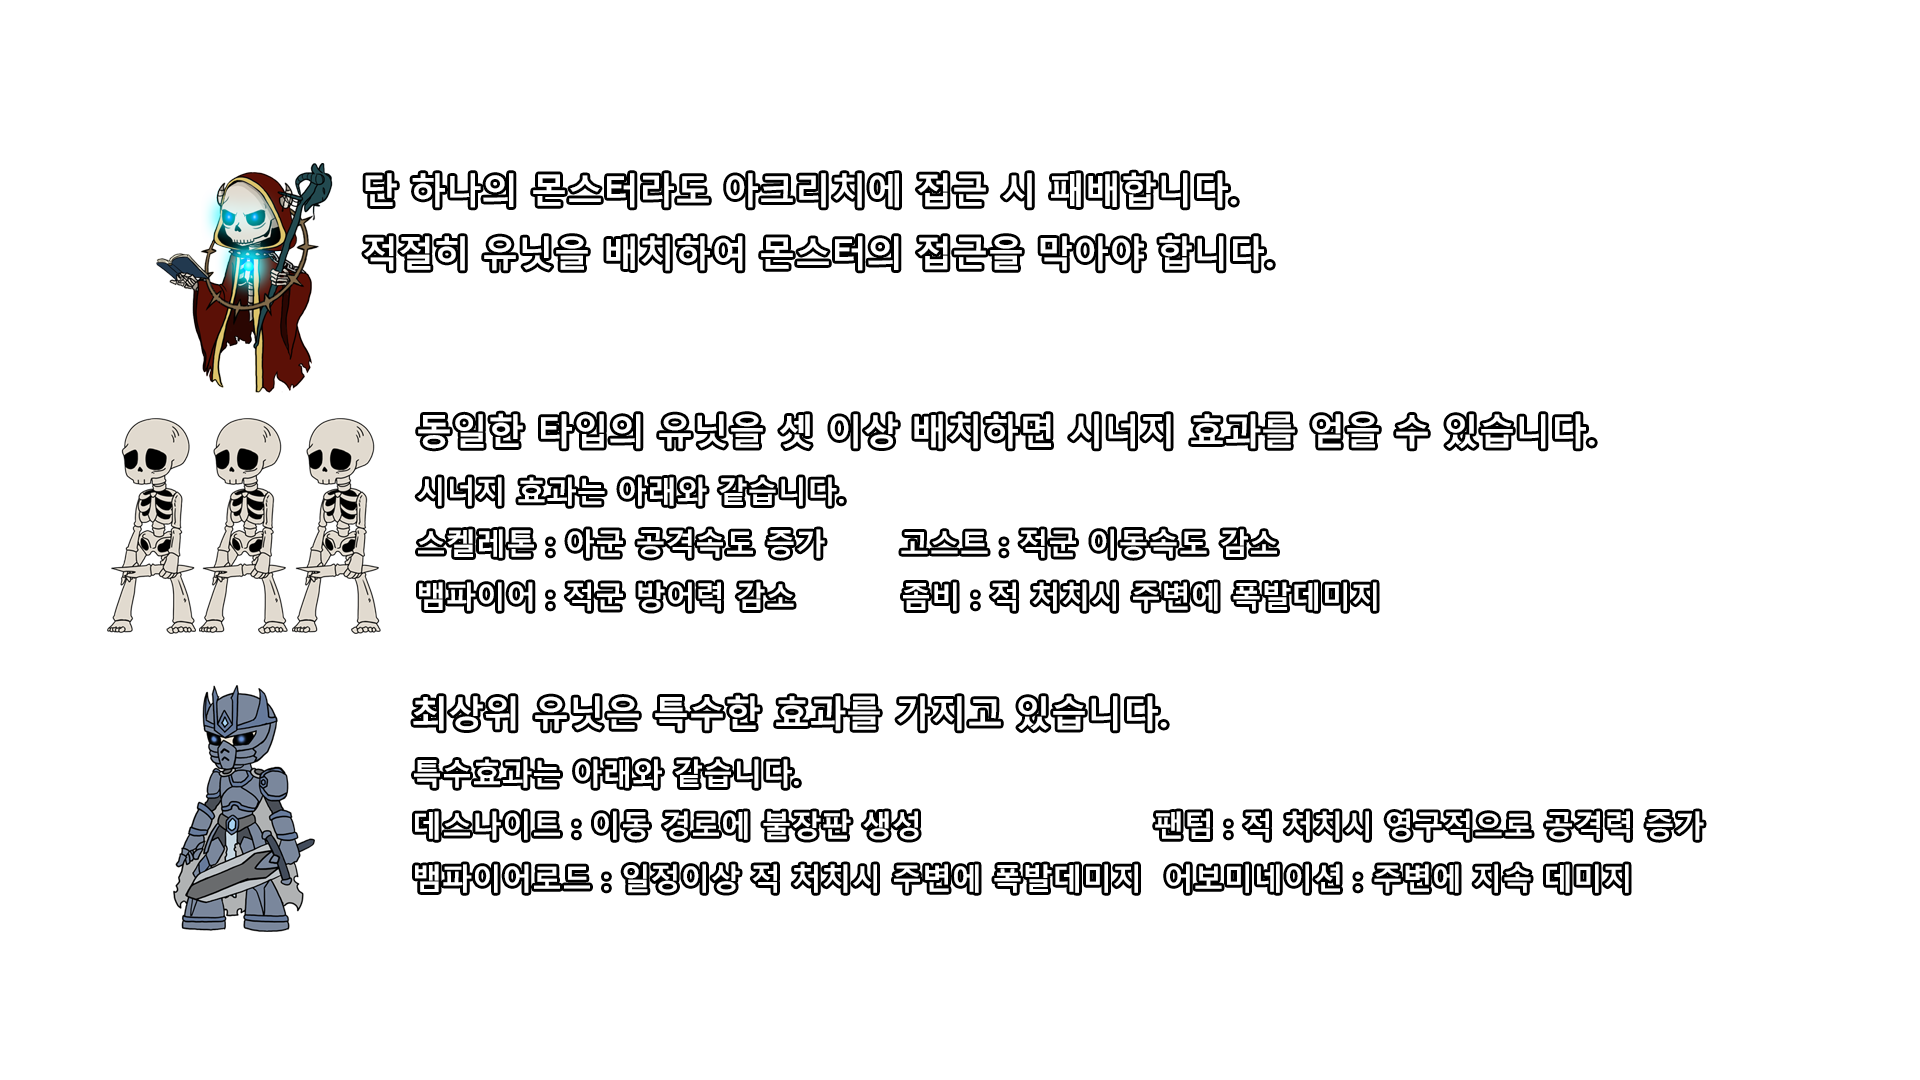 단 하나의 몬스터라도 아크리치에 접근 시 패배합니다.
적절히 유닛을 배치하여 몬스터의 접근을 막아야 합니다.
동일한 타입의 유닛을 셋 이상 배치하면 시너지 효과를 얻을 수 있습니다.
시너지 효과는 아래와 같습니다.
스켈레톤 : 아군 공격속도 증가 고스트 : 적군 이동속도 감소
뱀파이어 : 적군 방어력 감소 좀비 : 적 처치시 주변에 폭발데미지
최상위 유닛은 특수한 효과를 가지고 있습니다.
특수효과는 아래와 같습니다.
데스나이트 : 이동 경로에 불장판 생성 팬텀 : 적 처치시 영구적으로 공격력 증가
뱀파이어로드 : 일정이상 적 처치시 주변에 폭발데미지 어보미네이션 : 주변에 지속 데미지